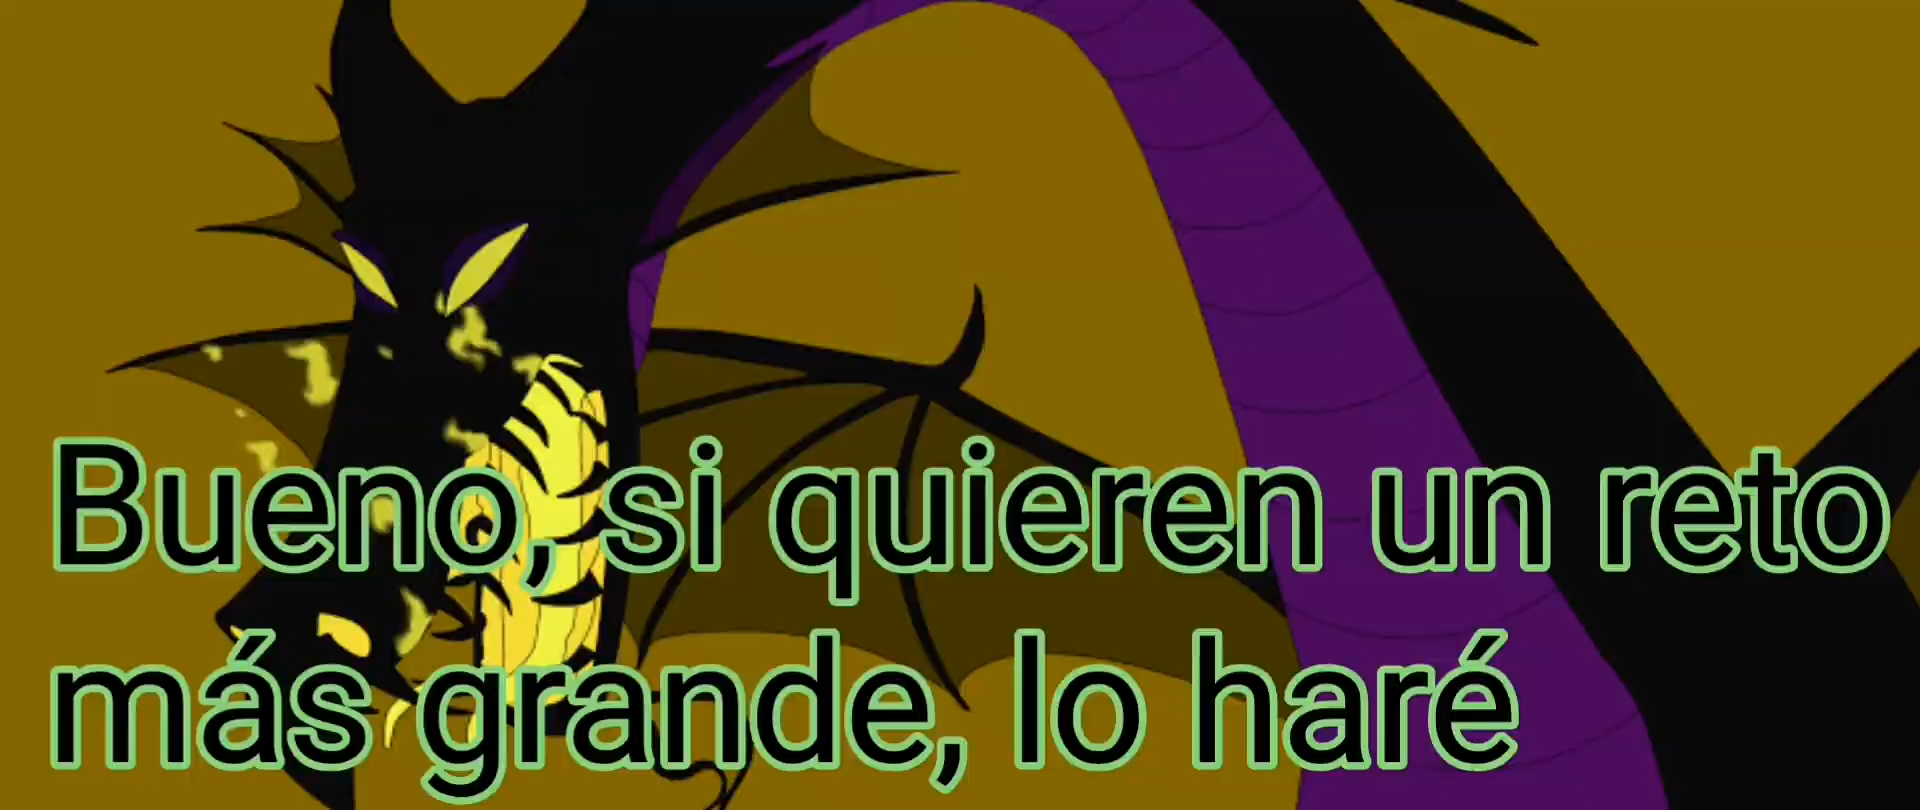 Bueno, si quieren un reto
más grande, lo haré